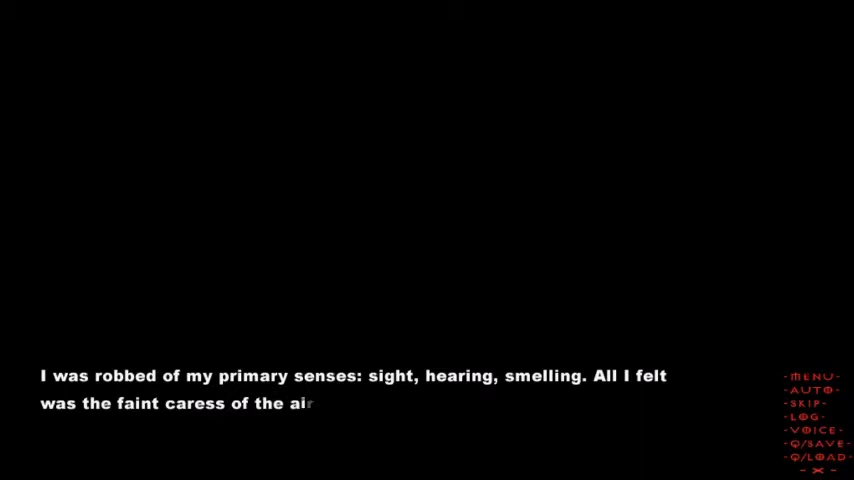 I was robbed of my primary senses: sight, hearing, smelling. All I felt
was the faint caress of the air
-MENU-
-AUTO-
-SKIP-
-LOG-
-VOICE-
-Q/SAVE-
-Q/LOAD-
-×-